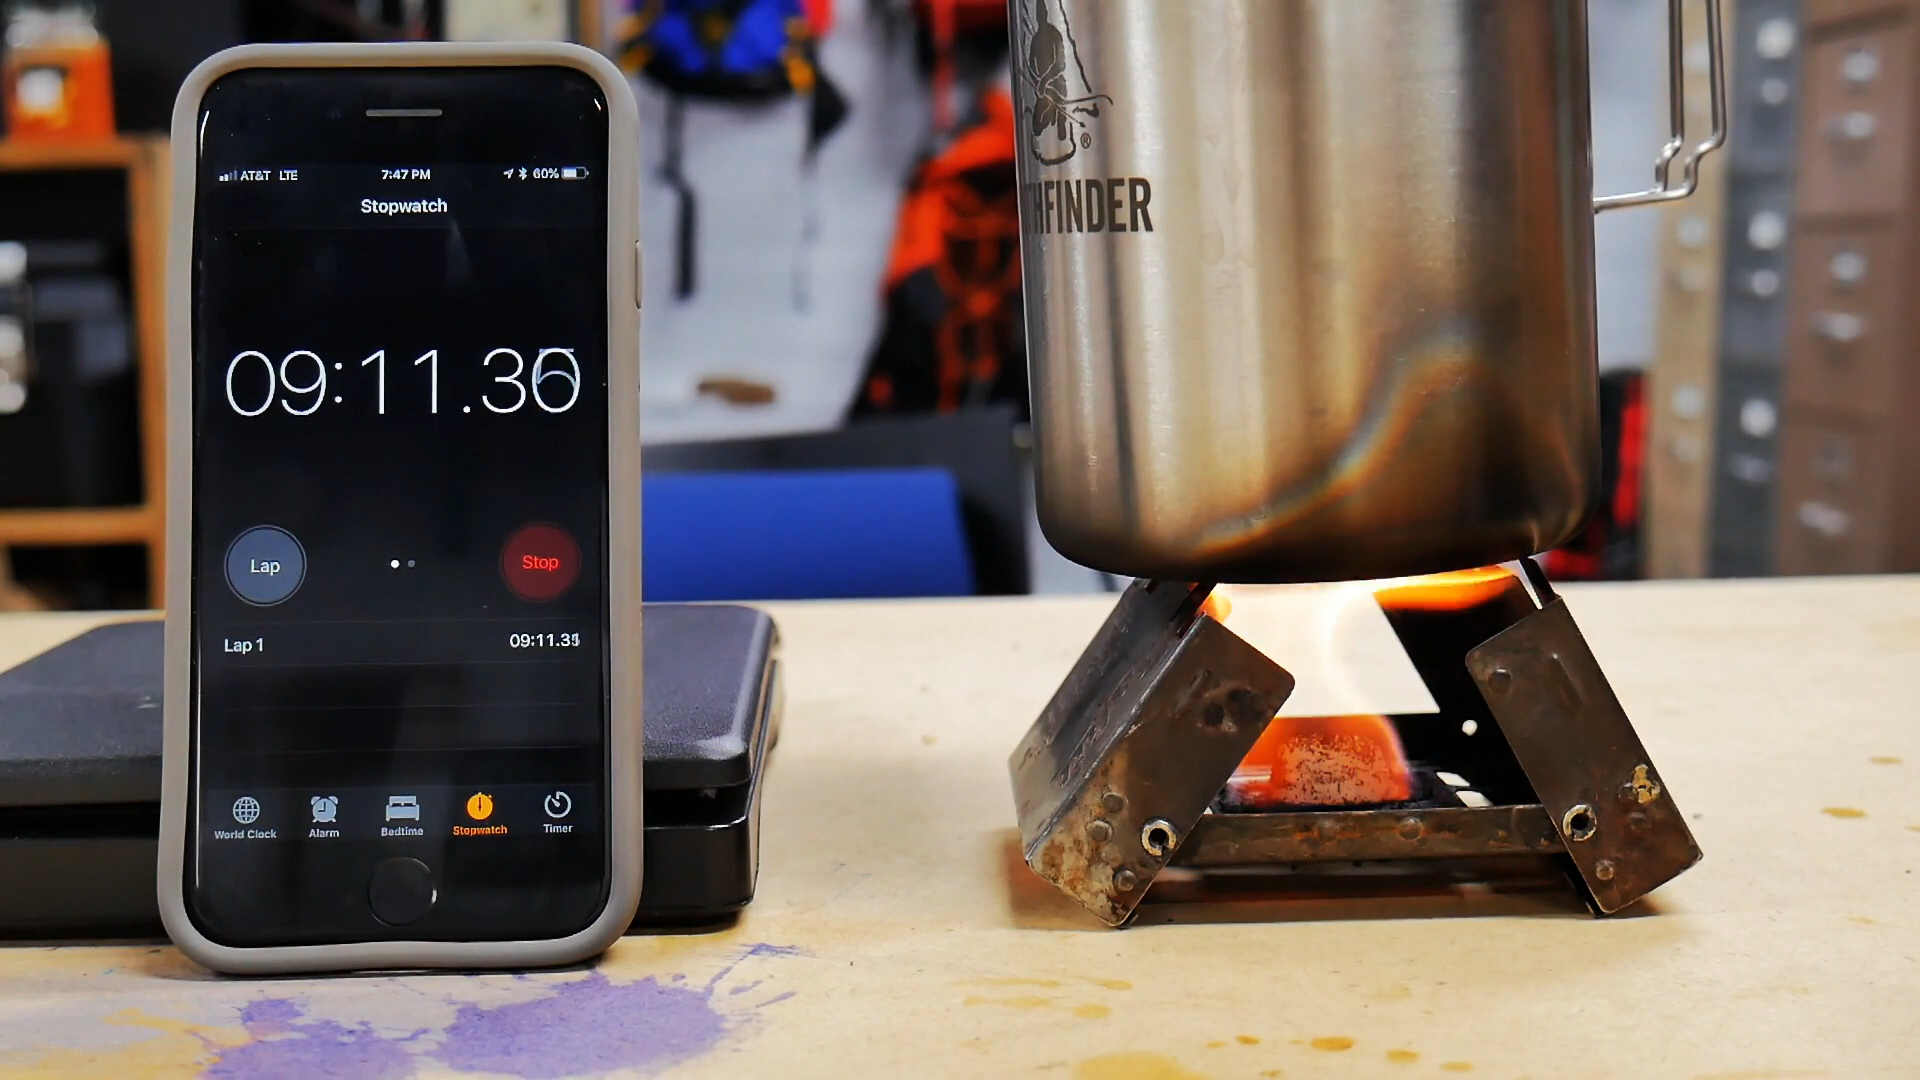 AT&T LTE 7:47 PM 60%
Stopwatch
09:11.36
Lap
Stop
Lap 1 09:11.35
World Clock Alarm Bedtime Stopwatch Timer
®
HFINDER